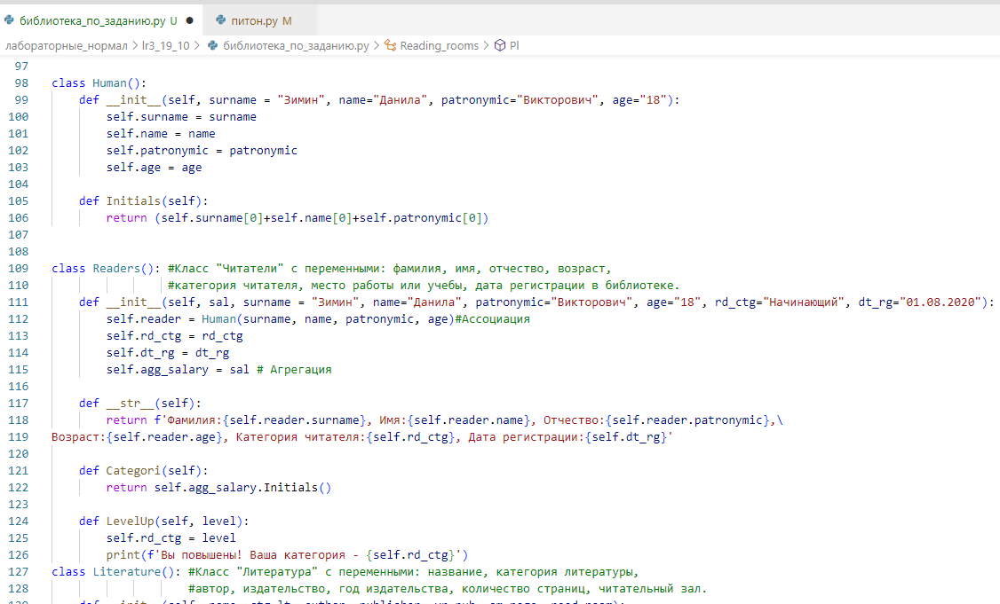 библиотека_по_заданию.py U ● питон.py M
лабораторные_нормал > lr3_19_10 > библиотека_по_заданию.py > Reading_rooms > Pl
97
98 class Human():
99 def __init__(self, surname = "Зимин", name="Данила", patronymic="Викторович", age="18"):
100 self.surname = surname
101 self.name = name
102 self.patronymic = patronymic
103 self.age = age
104
105 def Initials(self):
106 return (self.surname[0]+self.name[0]+self.patronymic[0])
107
108
109 class Readers(): #Класс "Читатели" с переменными: фамилия, имя, отчество, возраст,
110 #категория читателя, место работы или учебы, дата регистрации в библиотеке.
111 def __init__(self, sal, surname = "Зимин", name="Данила", patronymic="Викторович", age="18", rd_ctg="Начинающий", dt_rg="01.08.2020"):
112 self.reader = Human(surname, name, patronymic, age)#Ассоциация
113 self.rd_ctg = rd_ctg
114 self.dt_rg = dt_rg
115 self.agg_salary = sal # Агрегация
116
117 def __str__(self):
118 return f'Фамилия:{self.reader.surname}, Имя:{self.reader.name}, Отчество:{self.reader.patronymic},\
119 Возраст:{self.reader.age}, Категория читателя:{self.rd_ctg}, Дата регистрации:{self.dt_rg}'
120
121 def Categori(self):
122 return self.agg_salary.Initials()
123
124 def LevelUp(self, level):
125 self.rd_ctg = level
126 print(f'Вы повышены! Ваша категория - {self.rd_ctg}')
127 class Literature(): #Класс "Литература" с переменными: название, категория литературы,
128 #автор, издательство, год издательства, количество страниц, читательный зал.